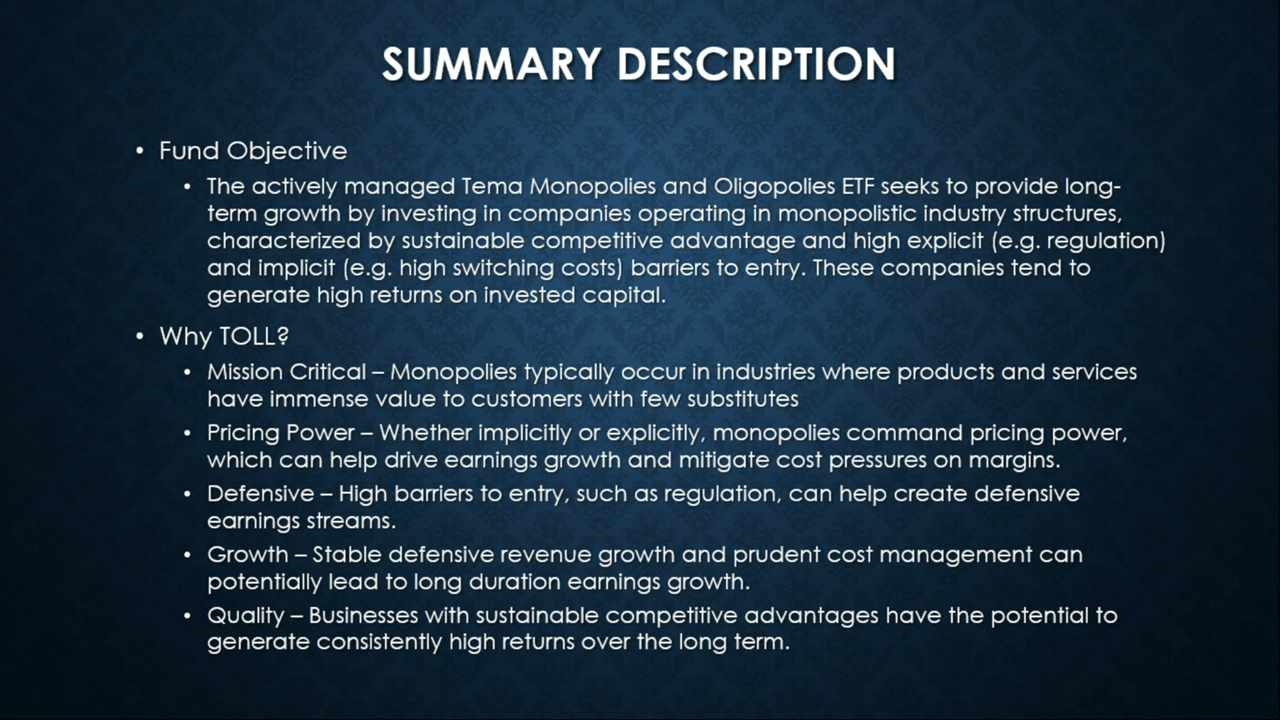 SUMMARY DESCRIPTION
• Fund Objective
• The actively managed Tema Monopolies and Oligopolies ETF seeks to provide long-
term growth by investing in companies operating in monopolistic industry structures,
characterized by sustainable competitive advantage and high explicit (e.g. regulation)
and implicit (e.g. high switching costs) barriers to entry. These companies tend to
generate high returns on invested capital.
• Why TOLL?
• Mission Critical – Monopolies typically occur in industries where products and services
have immense value to customers with few substitutes
• Pricing Power – Whether implicitly or explicitly, monopolies command pricing power,
which can help drive earnings growth and mitigate cost pressures on margins.
• Defensive – High barriers to entry, such as regulation, can help create defensive
earnings streams.
• Growth – Stable defensive revenue growth and prudent cost management can
potentially lead to long duration earnings growth.
• Quality – Businesses with sustainable competitive advantages have the potential to
generate consistently high returns over the long term.